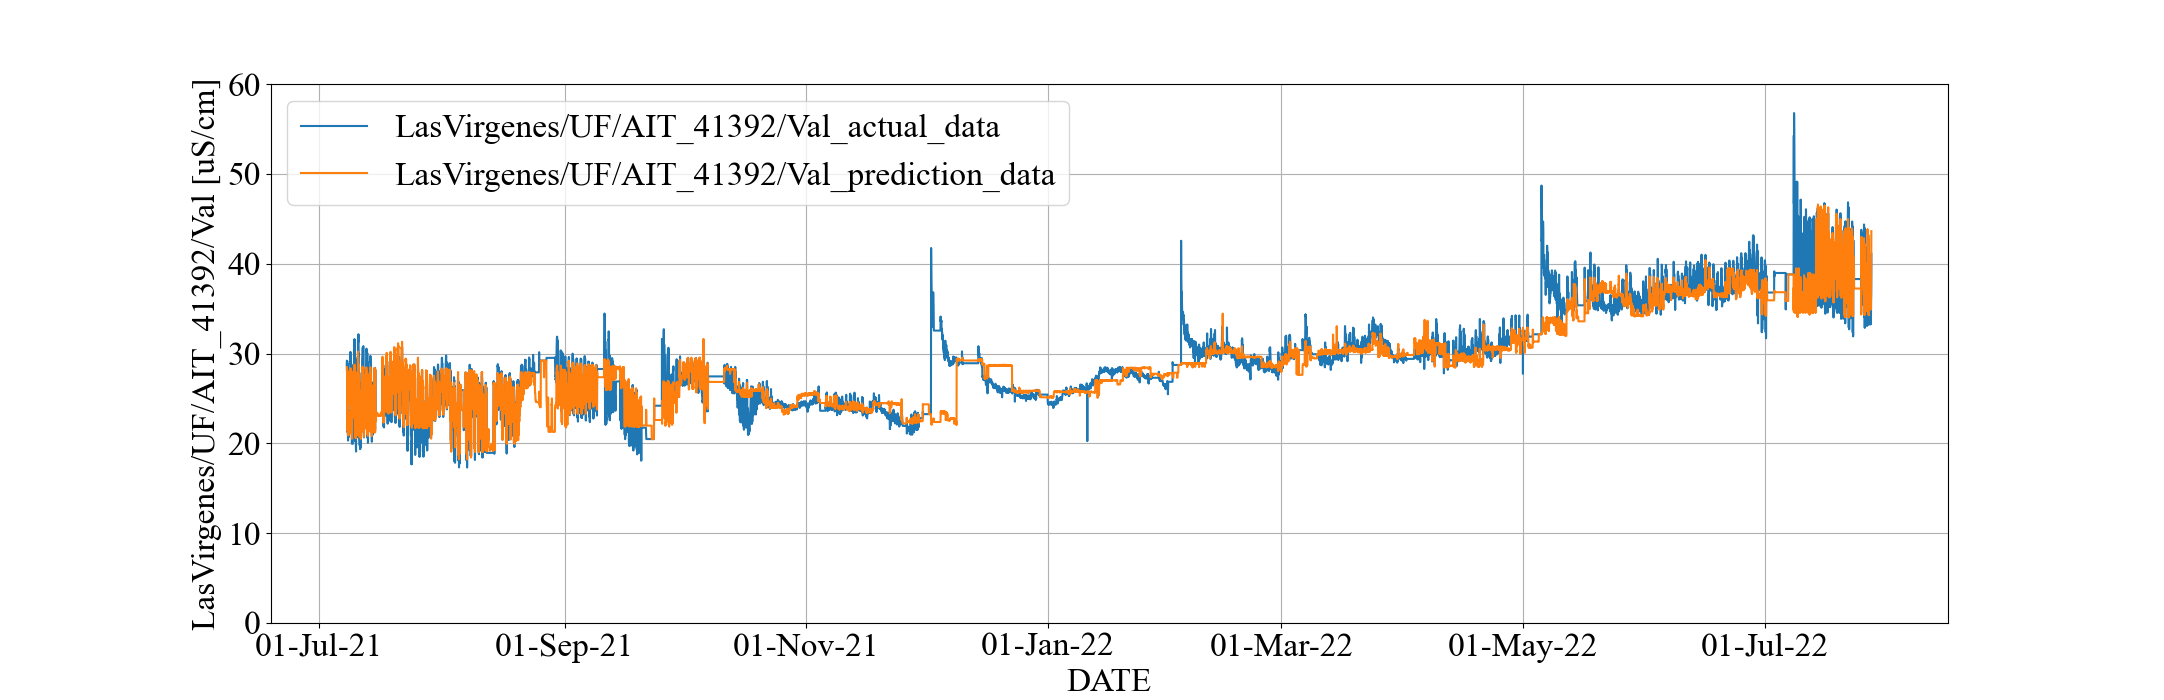 LasVirgenes/UF/AIT_41392/Val [uS/cm]
60
50
40
30
20
10
0
LasVirgenes/UF/AIT_41392/Val_actual_data
LasVirgenes/UF/AIT_41392/Val_prediction_data
01-Jul-21 01-Sep-21 01-Nov-21 01-Jan-22 01-Mar-22 01-May-22 01-Jul-22
DATE